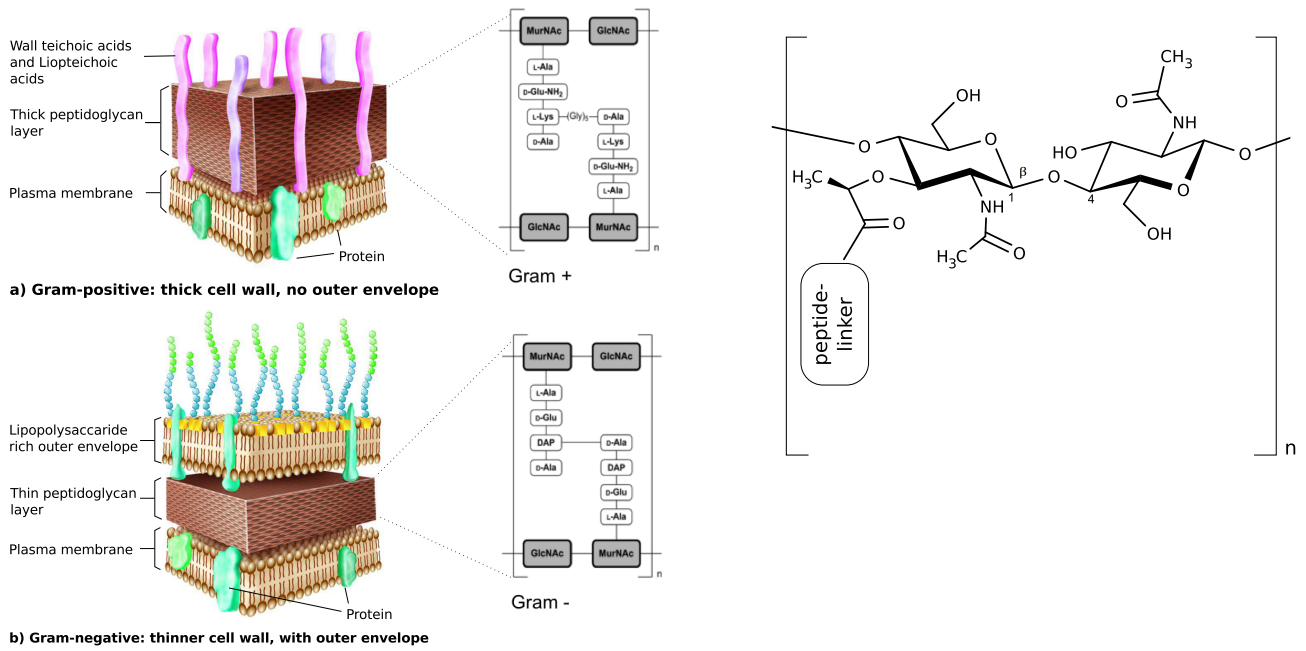 Wall teichoic acids
and Liopteichoic
acids
Thick peptidoglycan
layer
Plasma membrane
Protein
a) Gram-positive: thick cell wall, no outer envelope
MurNAc GlcNAc
L-Ala
D-Glu-NH₂
L-Lys (Gly)₅ D-Ala
D-Ala L-Lys
D-Glu-NH₂
L-Ala
GlcNAc MurNAc
n
Gram +
Lipopolysaccaride
rich outer envelope
Thin peptidoglycan
layer
Plasma membrane
Protein
b) Gram-negative: thinner cell wall, with outer envelope
MurNAc GlcNAc
L-Ala
D-Glu
DAP D-Ala
D-Ala DAP
D-Glu
L-Ala
GlcNAc MurNAc
n
Gram -
CH₃
O
NH
OH
O
O
HO
O
H₃C
O
β
1
O
4
O
O
NH
OH
H₃C
O
peptide-
linker
n